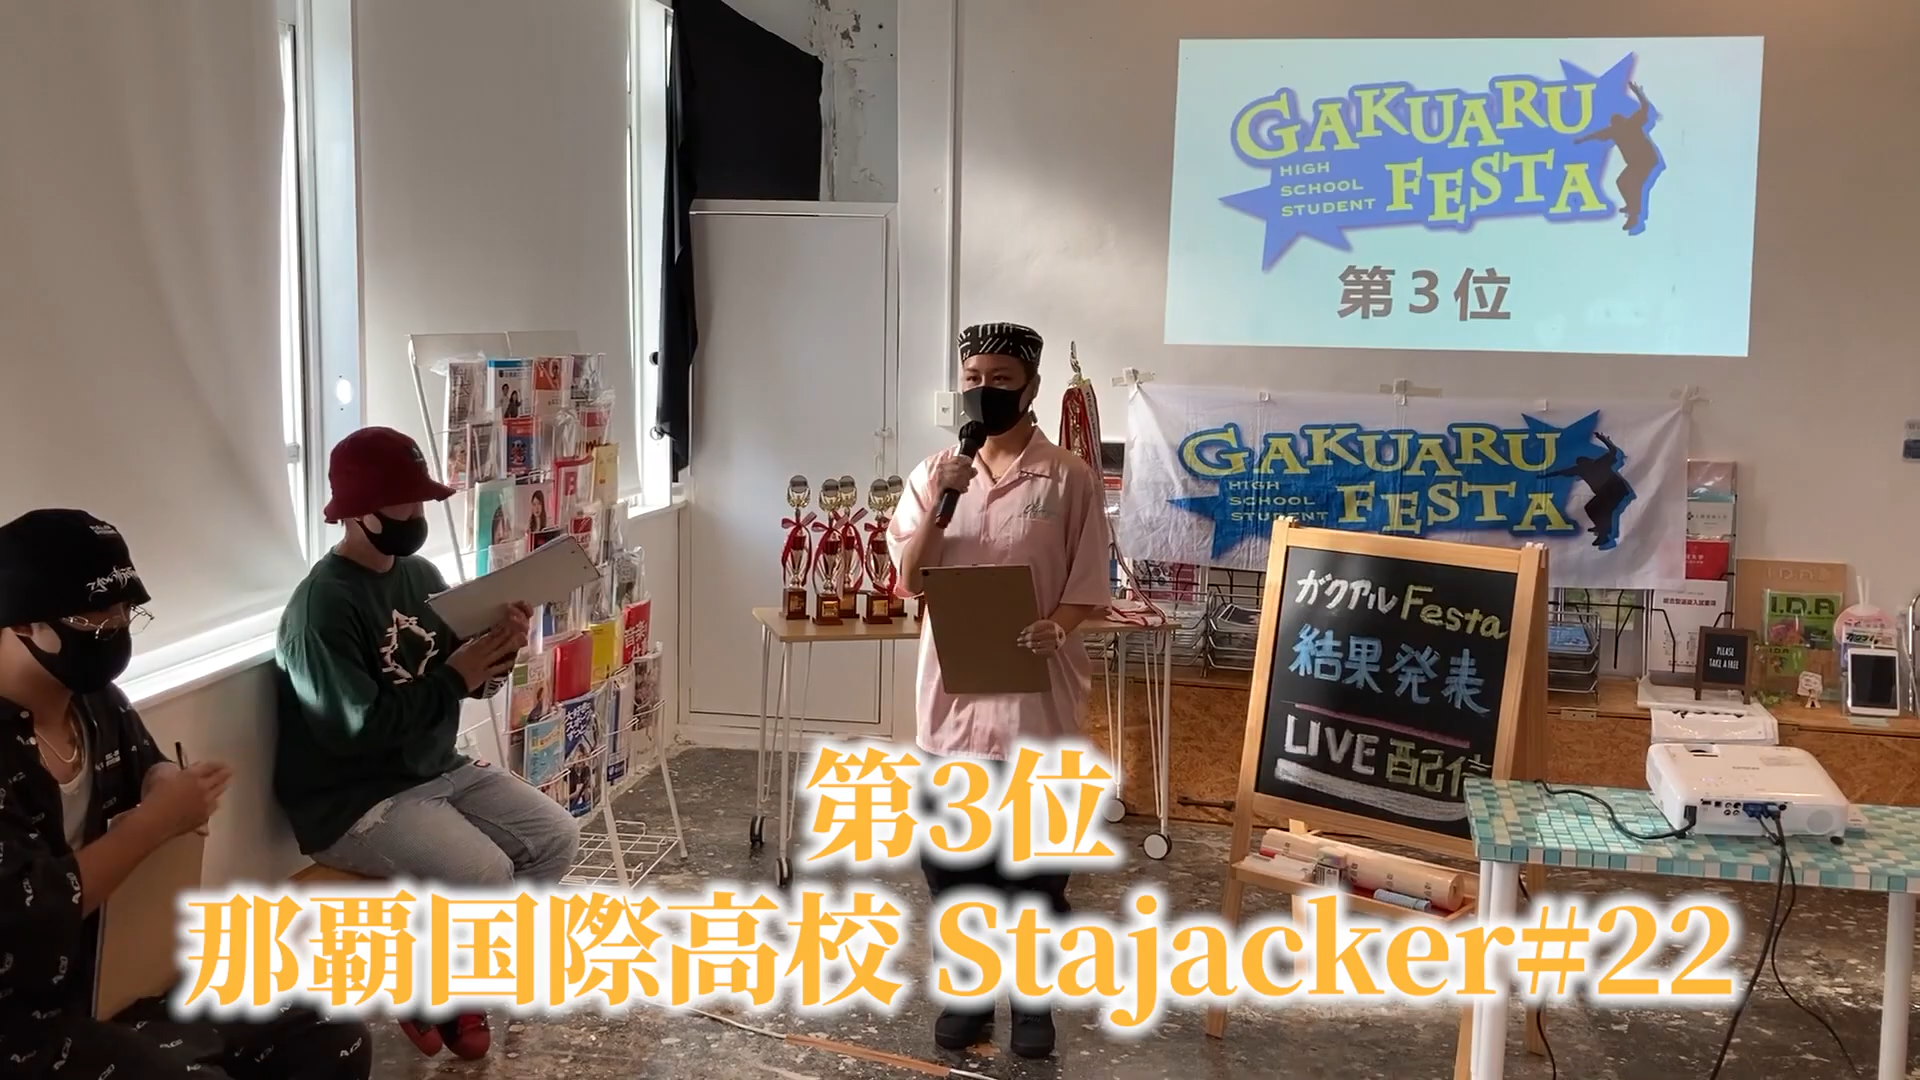 GAKUARU
HIGH
SCHOOL
STUDENT
FESTA
第3位
GAKUARU
HIGH
SCHOOL
STUDENT
FESTA
ガクアルFesta
結果発表
LIVE配信
I.D.A
PLEASE
TAKE A FREE
音楽
第3位
那覇国際高校 Stajacker#22